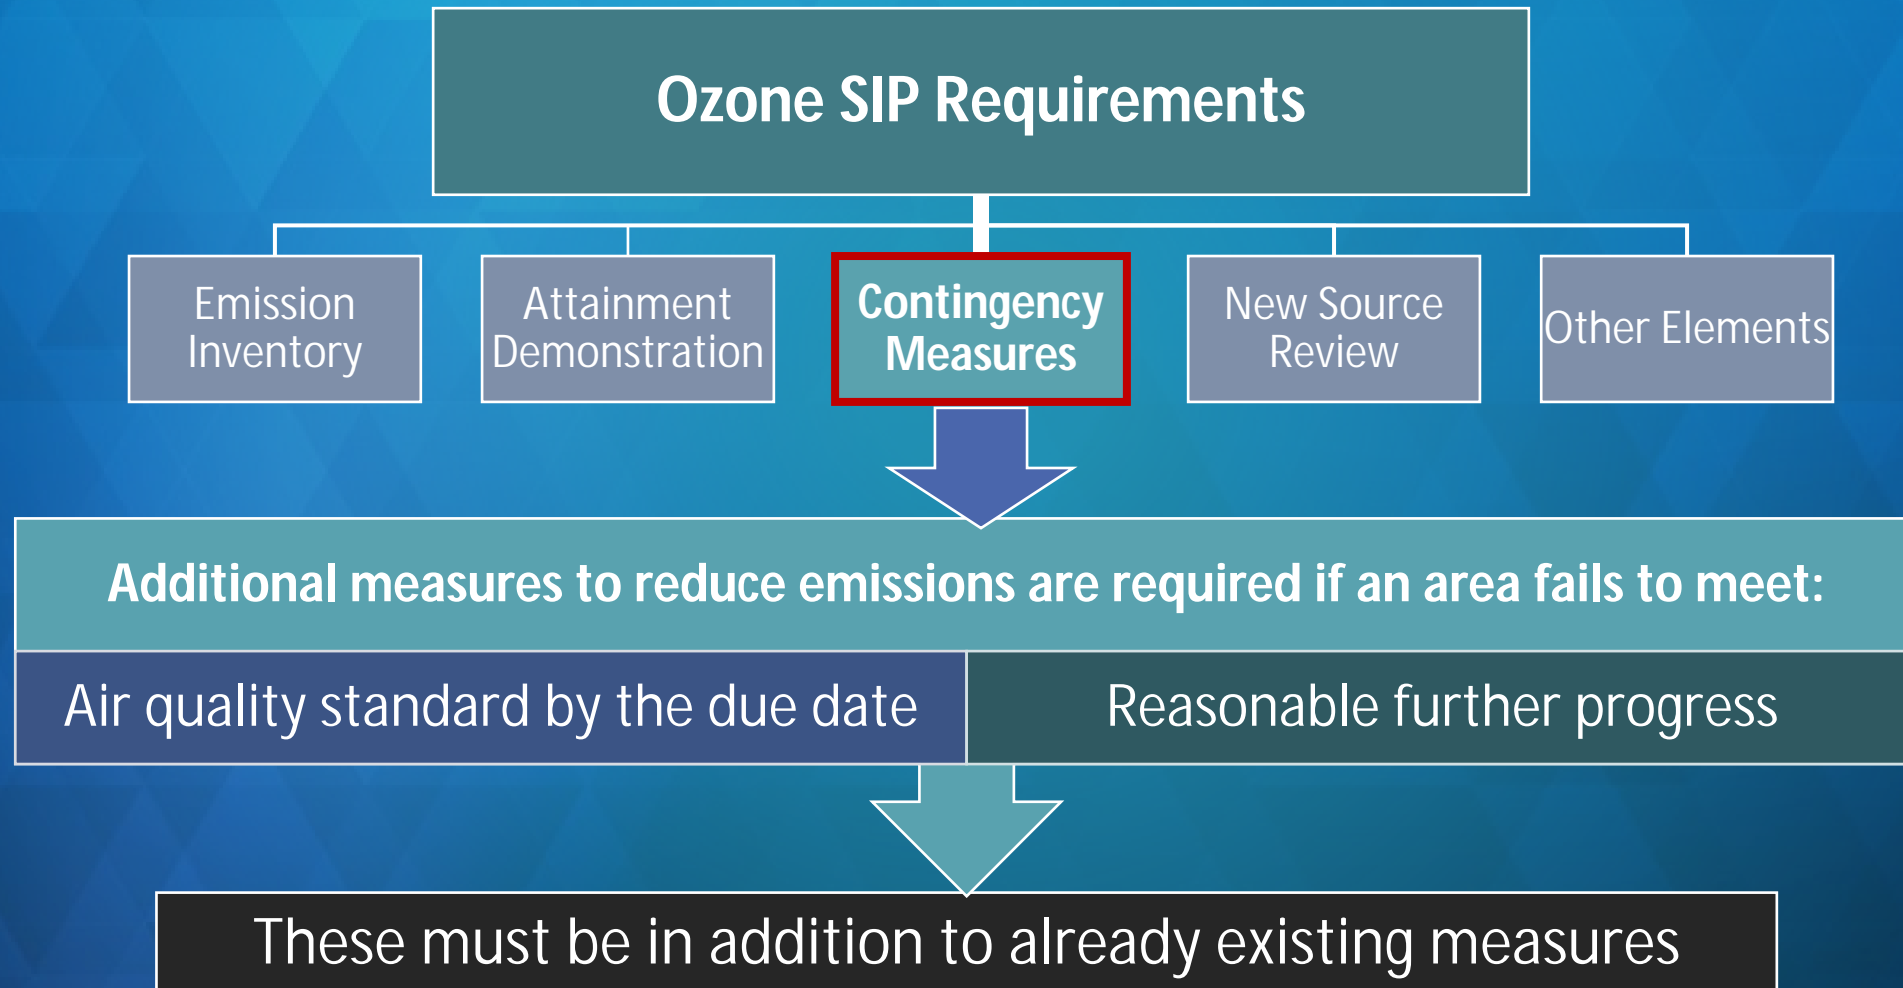 Ozone SIP Requirements
Emission
Inventory
Attainment
Demonstration
Contingency
Measures
New Source
Review
Other Elements
Additional measures to reduce emissions are required if an area fails to meet:
Air quality standard by the due date
Reasonable further progress
These must be in addition to already existing measures